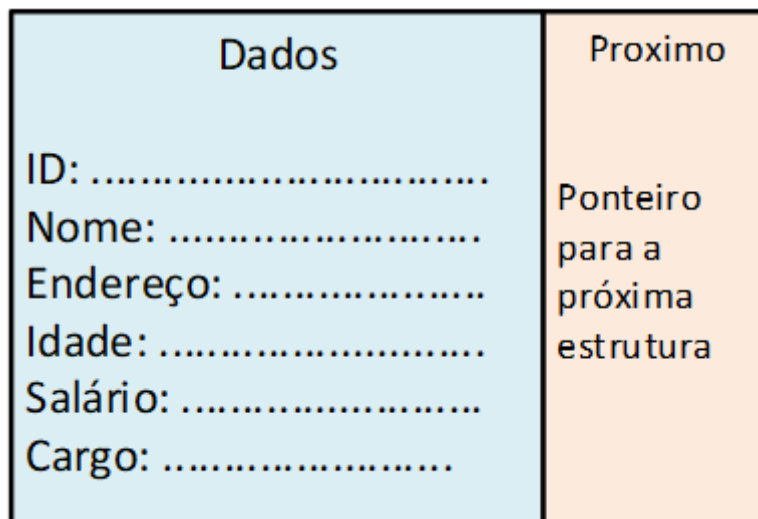 Dados
ID: ..................................
Nome: ...........................
Endereço: ......................
Idade: ............................
Salário: ..........................
Cargo: .........................
Proximo
Ponteiro
para a
próxima
estrutura